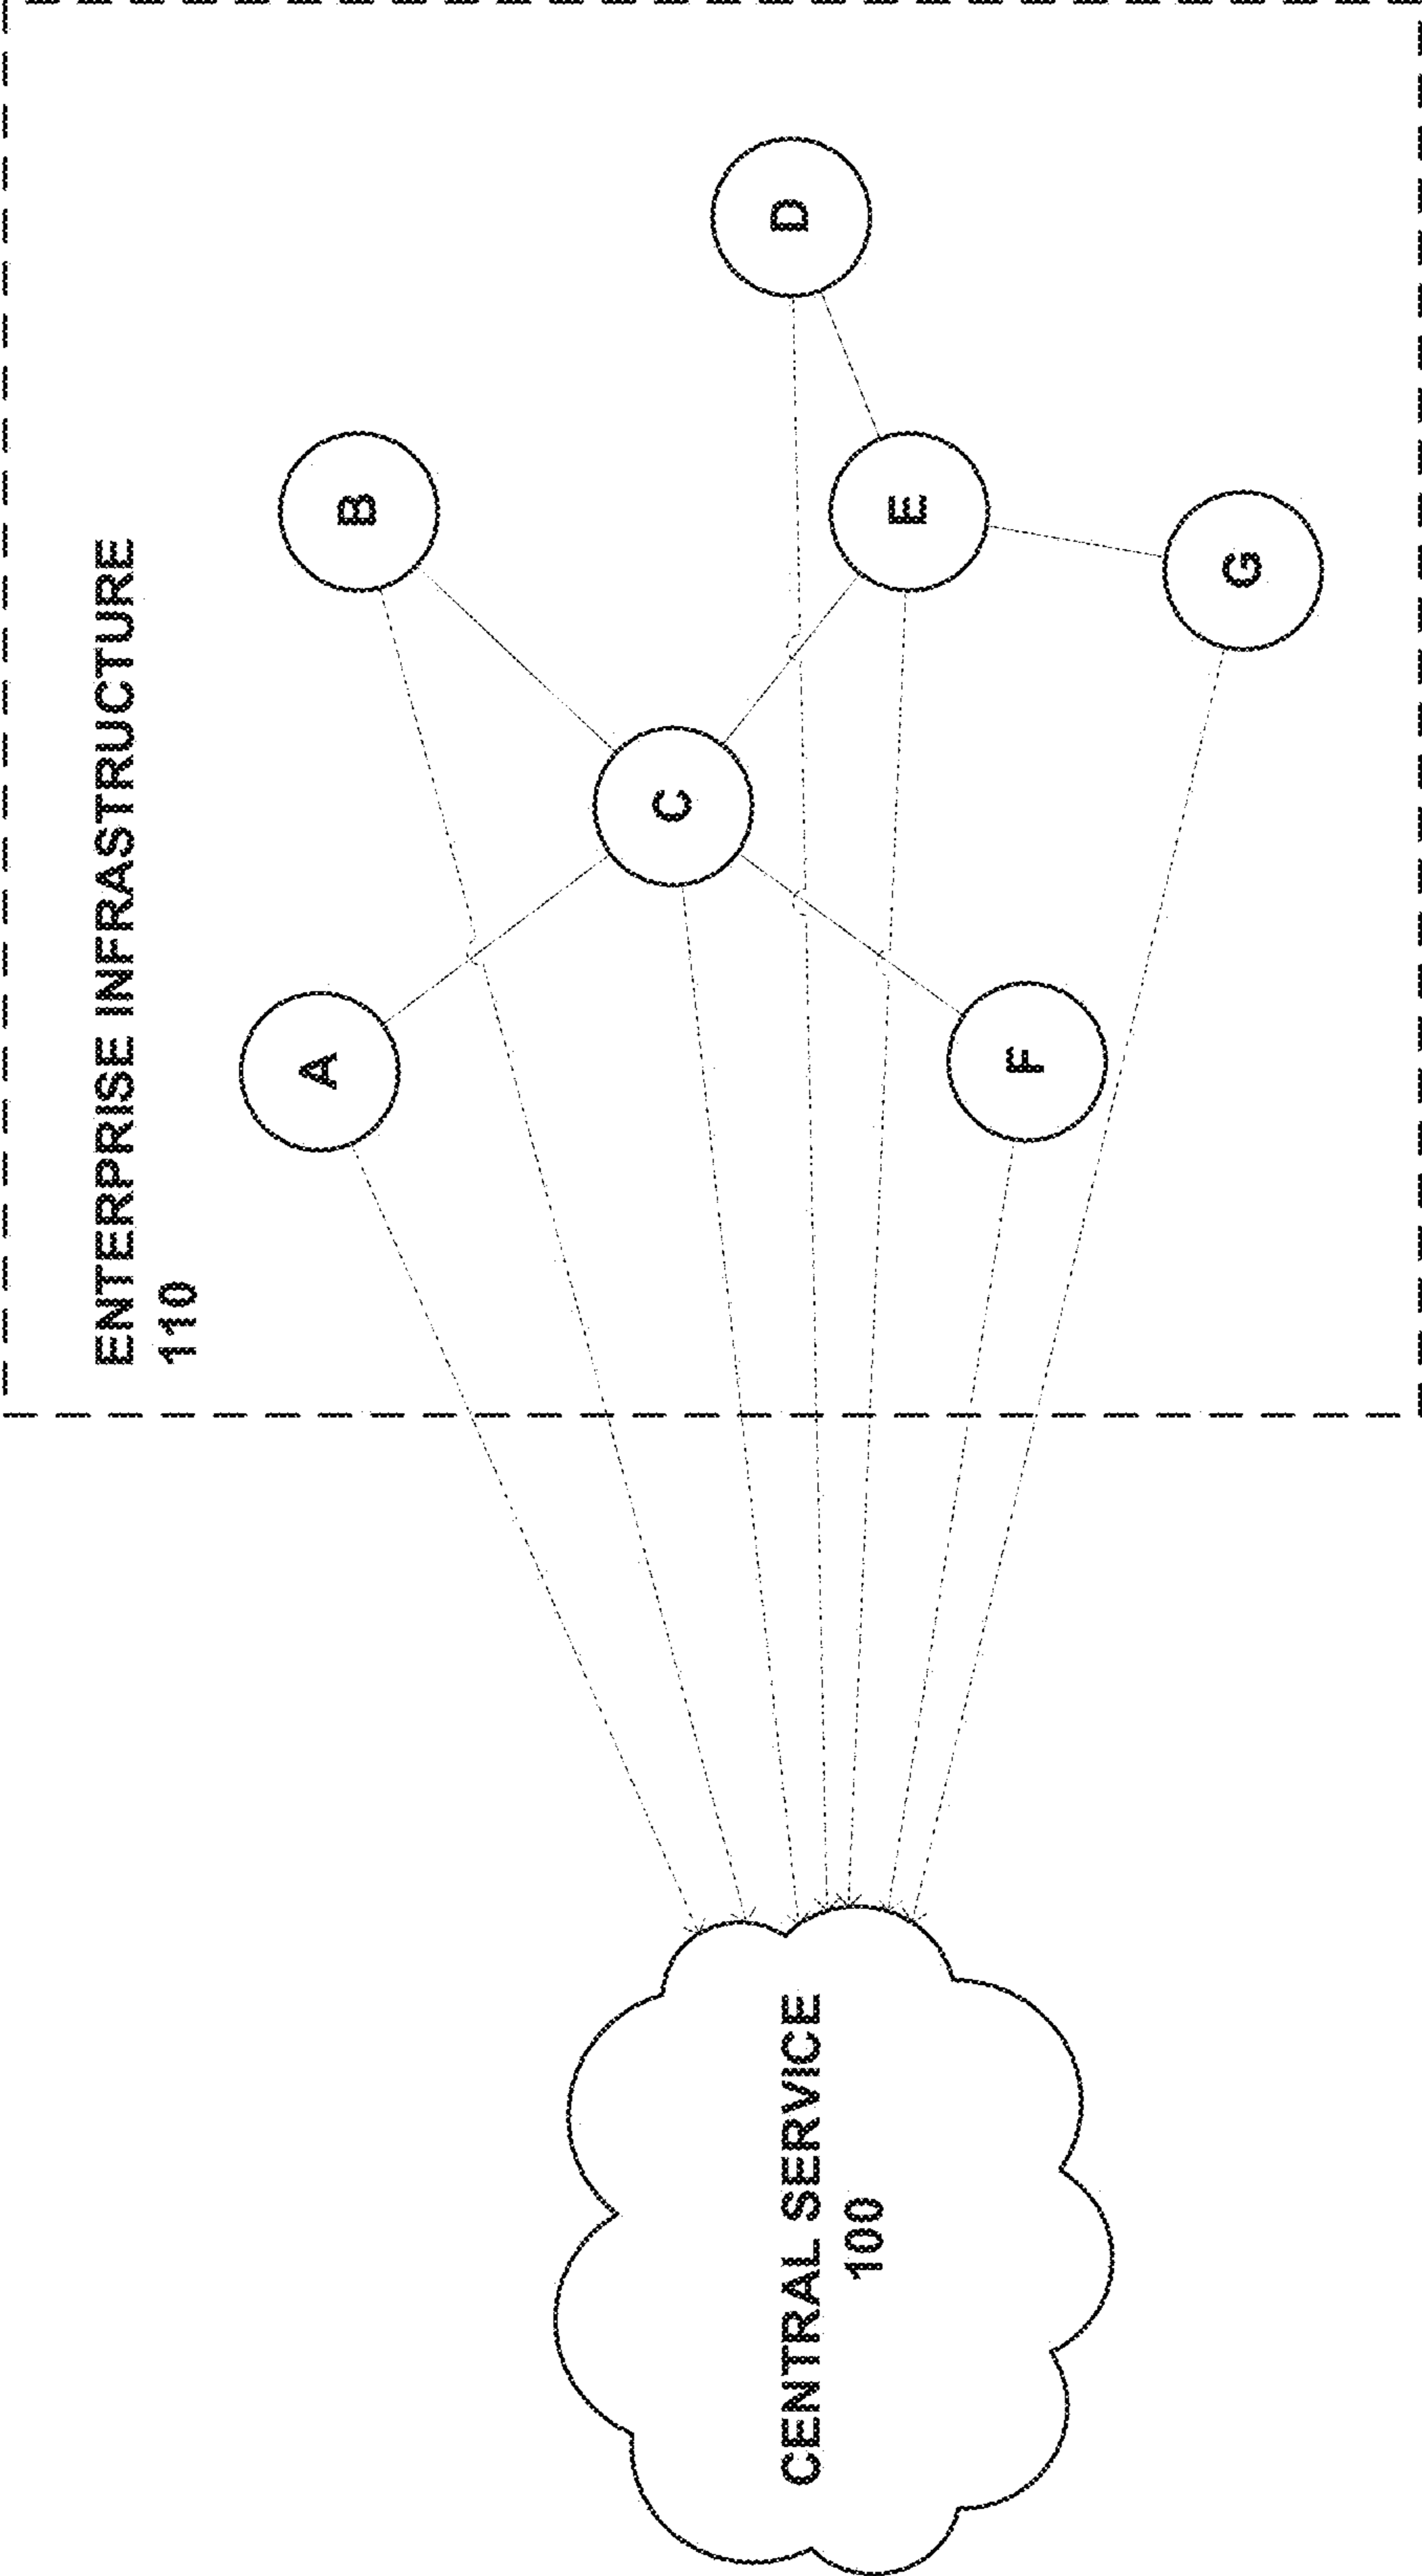 ENTERPRISE INFRASTRUCTURE
110
A
B
C
D
E
F
G
CENTRAL SERVICE
100